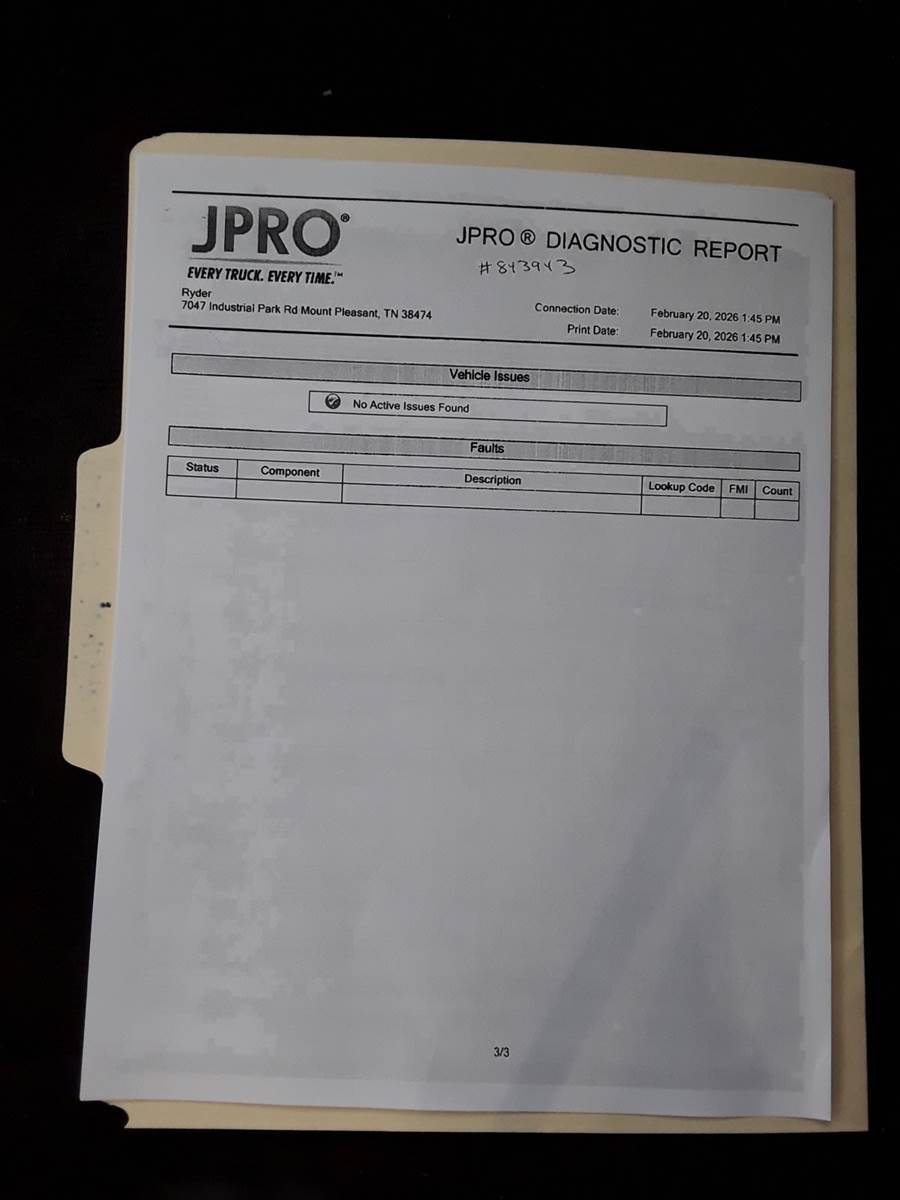 JPRO®
EVERY TRUCK. EVERY TIME.™
JPRO® DIAGNOSTIC REPORT
#843943
Ryder
7047 Industrial Park Rd Mount Pleasant, TN 38474
Connection Date: February 20, 2026 1:45 PM
Print Date: February 20, 2026 1:45 PM
Vehicle Issues
No Active Issues Found
Faults
Status Component Description Lookup Code FMI Count
3/3